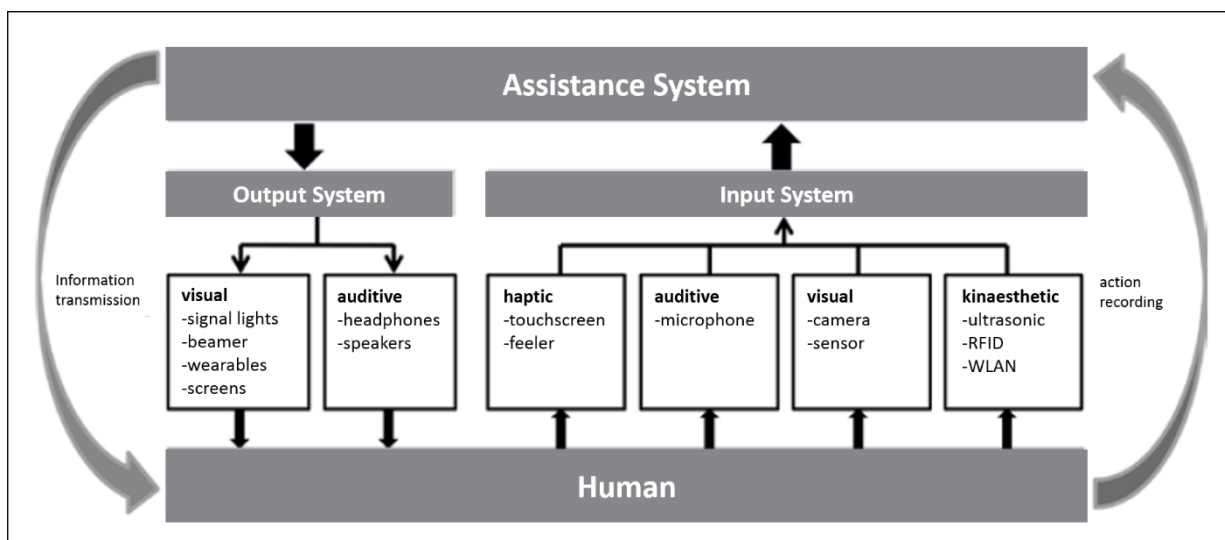 Assistance System
Output System
Input System
Information
transmission
visual
-signal lights
-beamer
-wearables
-screens
auditive
-headphones
-speakers
haptic
-touchscreen
-feeler
auditive
-microphone
visual
-camera
-sensor
kinaesthetic
-ultrasonic
-RFID
-WLAN
action
recording
Human